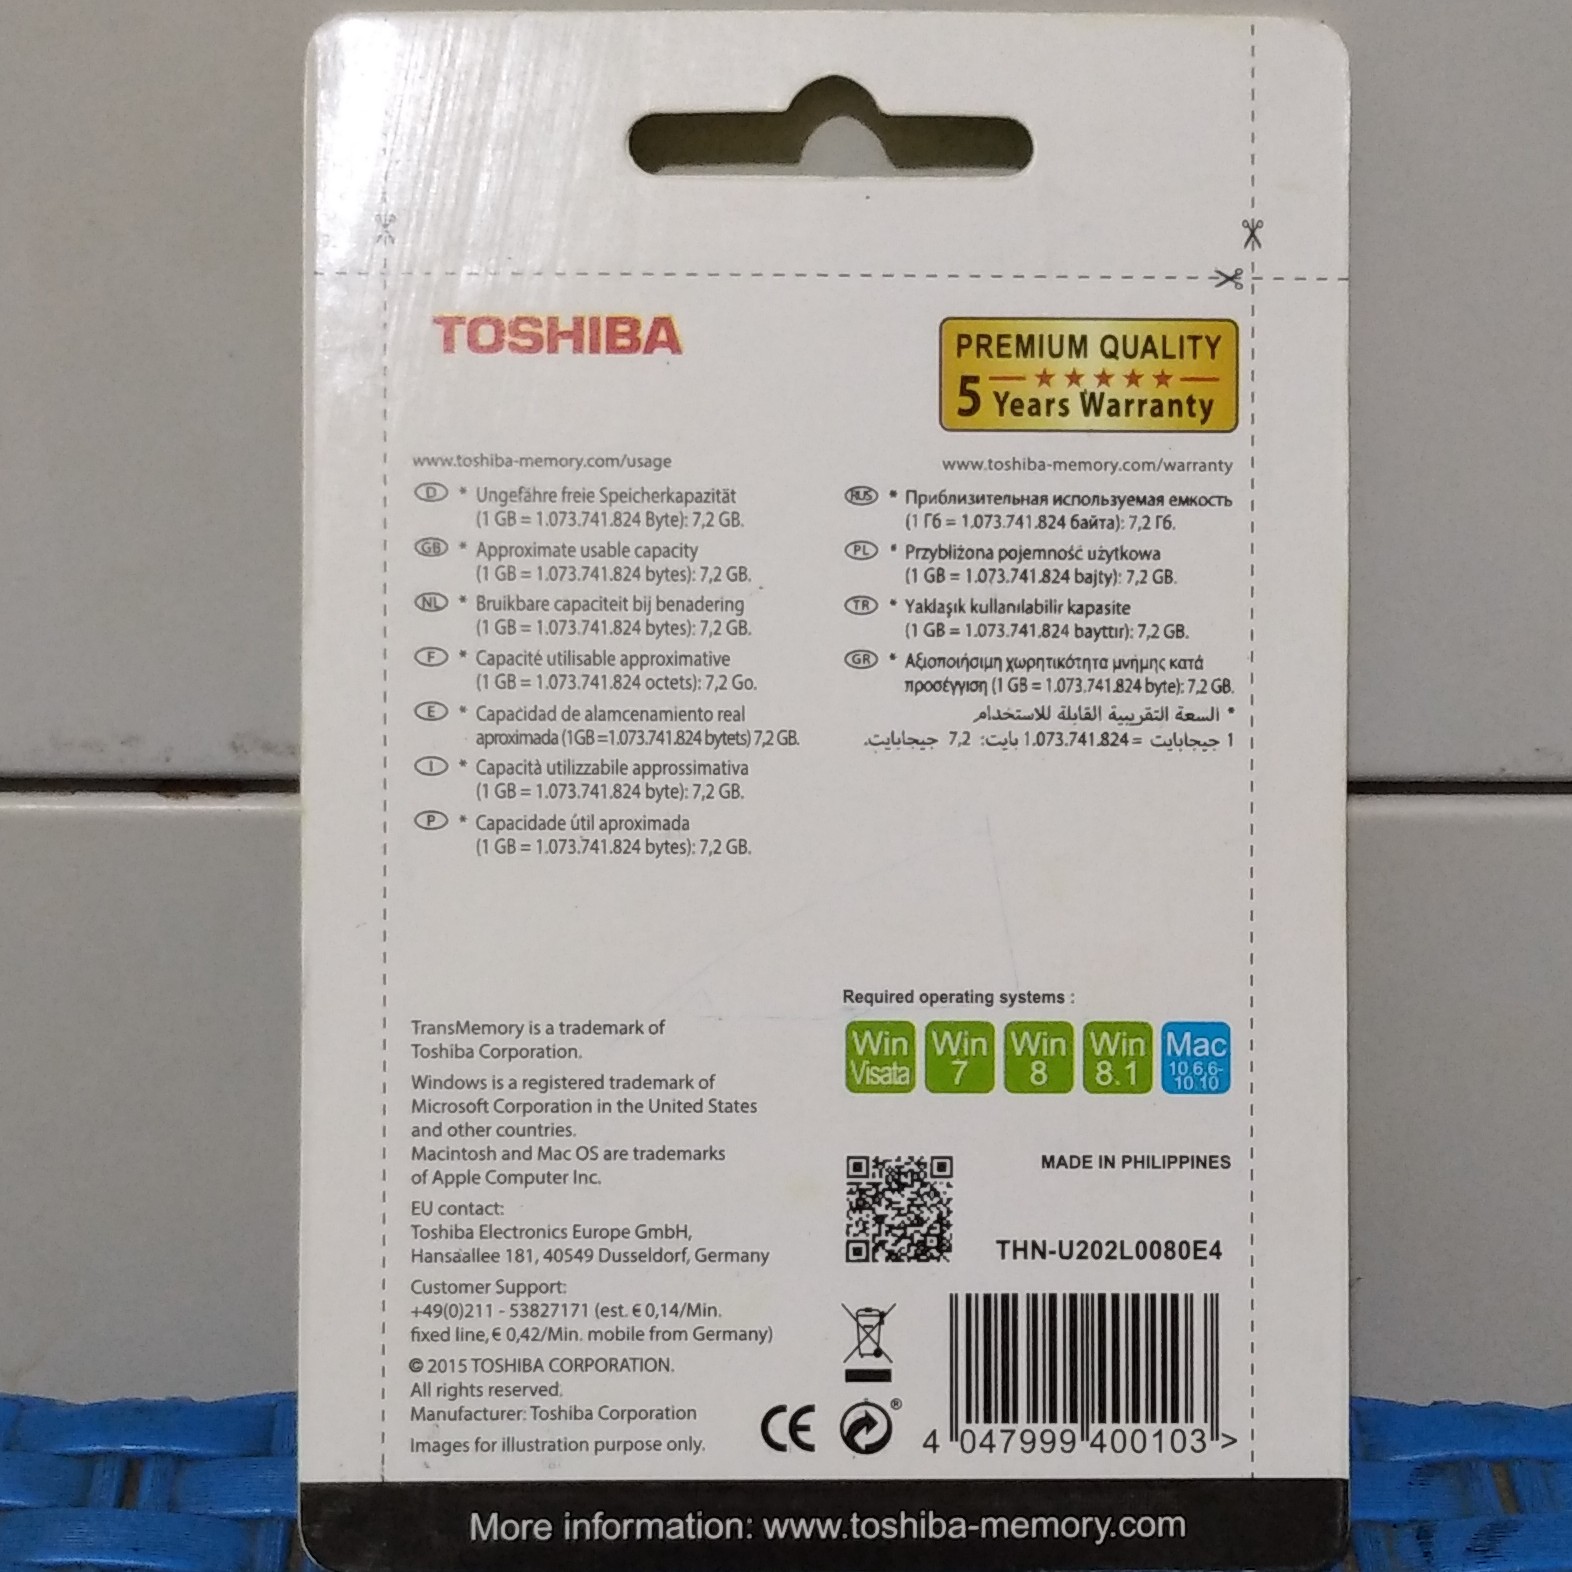 TOSHIBA
PREMIUM QUALITY
5 Years Warranty
www.toshiba-memory.com/usage
D * Ungefähre freie Speicherkapazität
(1 GB = 1.073.741.824 Byte): 7,2 GB.
GB * Approximate usable capacity
(1 GB = 1.073.741.824 bytes): 7,2 GB.
NL * Bruikbare capaciteit bij benadering
(1 GB = 1.073.741.824 bytes): 7,2 GB.
F * Capacité utilisable approximative
(1 GB = 1.073.741.824 octets): 7,2 Go.
E * Capacidad de alamcenamiento real
aproximada (1GB =1.073.741.824 bytets) 7,2 GB.
I * Capacità utilizzabile approssimativa
(1 GB = 1.073.741.824 byte): 7,2 GB.
P * Capacidade útil aproximada
(1 GB = 1.073.741.824 bytes): 7,2 GB.
www.toshiba-memory.com/warranty
RUS * Приблизительная используемая емкость
(1 Гб = 1.073.741.824 байта): 7,2 Гб.
PL * Przybliżona pojemność użytkowa
(1 GB = 1.073.741.824 bajty): 7,2 GB.
TR * Yaklaşık kullanılabilir kapasite
(1 GB = 1.073.741.824 bayttır): 7,2 GB.
GR * Αξιοποιήσιμη χωρητικότητα μνήμης κατά
προσέγγιση (1 GB = 1.073.741.824 byte): 7,2 GB.
* السعة التقريبية القابلة للاستخدام
1 جيجابايت = 1.073.741.824 بايت: 7,2 جيجابايت.
TransMemory is a trademark of
Toshiba Corporation.
Windows is a registered trademark of
Microsoft Corporation in the United States
and other countries.
Macintosh and Mac OS are trademarks
of Apple Computer Inc.
EU contact:
Toshiba Electronics Europe GmbH,
Hansaallee 181, 40549 Dusseldorf, Germany
Customer Support:
+49(0)211 - 53827171 (est. € 0,14/Min.
fixed line, € 0,42/Min. mobile from Germany)
© 2015 TOSHIBA CORPORATION.
All rights reserved.
Manufacturer: Toshiba Corporation
Images for illustration purpose only.
Required operating systems :
Win Visata
Win 7
Win 8
Win 8.1
Mac 10.6,6-10.10
MADE IN PHILIPPINES
THN-U202L0080E4
CE
®
4 047999 400103 >
More information: www.toshiba-memory.com